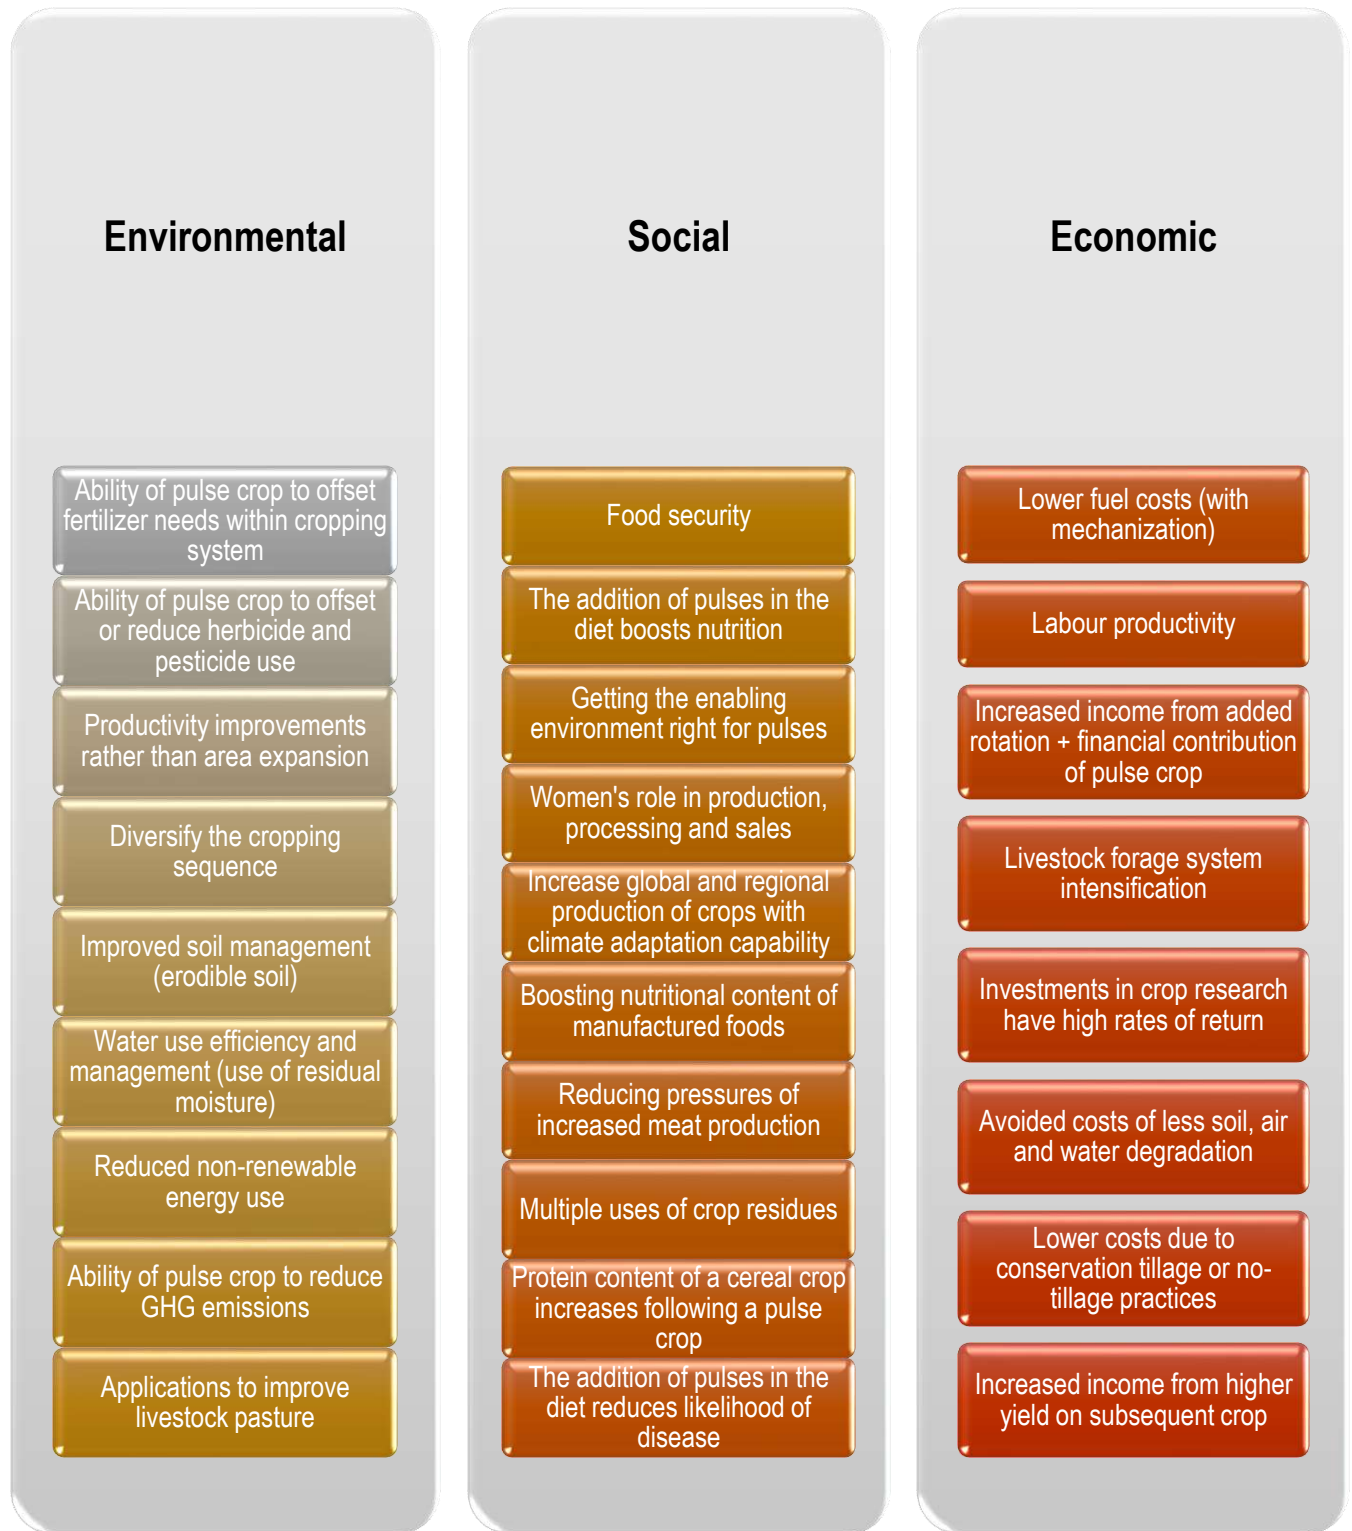 Environmental
Ability of pulse crop to offset
fertilizer needs within cropping
system
Ability of pulse crop to offset
or reduce herbicide and
pesticide use
Productivity improvements
rather than area expansion
Diversify the cropping
sequence
Improved soil management
(erodible soil)
Water use efficiency and
management (use of residual
moisture)
Reduced non-renewable
energy use
Ability of pulse crop to reduce
GHG emissions
Applications to improve
livestock pasture
Social
Food security
The addition of pulses in the
diet boosts nutrition
Getting the enabling
environment right for pulses
Women's role in production,
processing and sales
Increase global and regional
production of crops with
climate adaptation capability
Boosting nutritional content of
manufactured foods
Reducing pressures of
increased meat production
Multiple uses of crop residues
Protein content of a cereal crop
increases following a pulse
crop
The addition of pulses in the
diet reduces likelihood of
disease
Economic
Lower fuel costs (with
mechanization)
Labour productivity
Increased income from added
rotation + financial contribution
of pulse crop
Livestock forage system
intensification
Investments in crop research
have high rates of return
Avoided costs of less soil, air
and water degradation
Lower costs due to
conservation tillage or no-
tillage practices
Increased income from higher
yield on subsequent crop